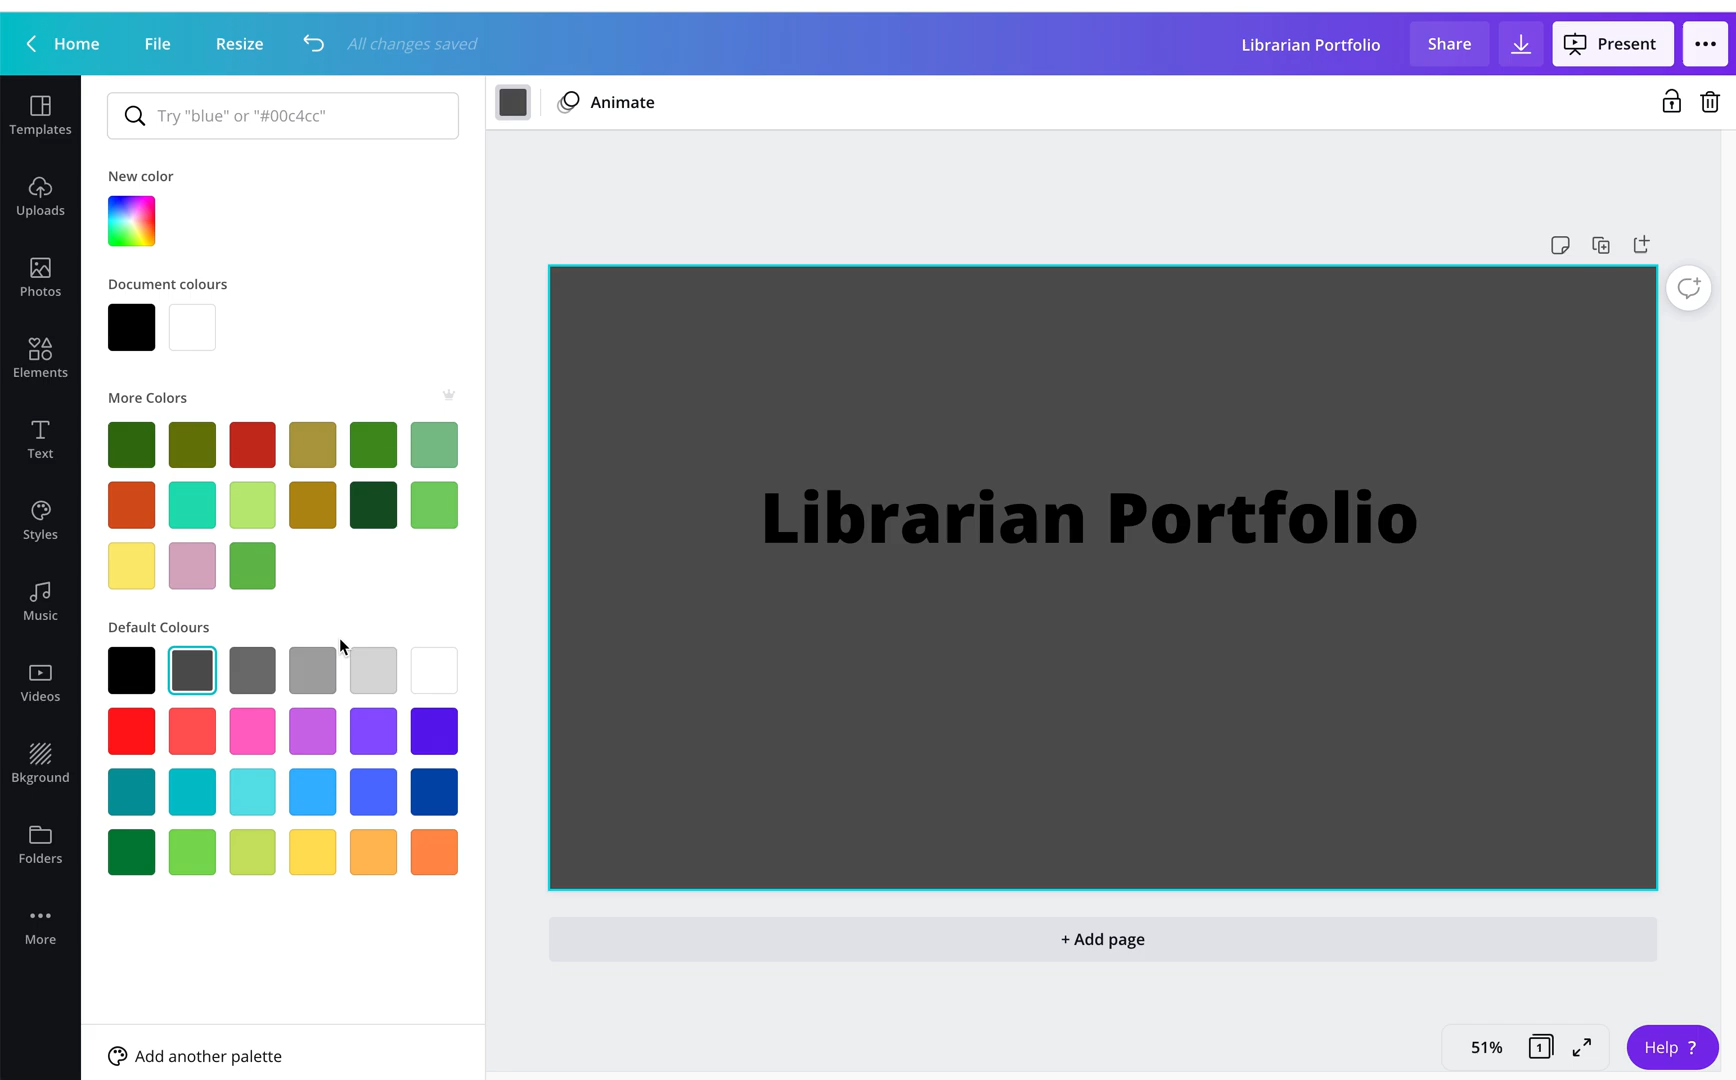 Home
File
Resize
All changes saved
Librarian Portfolio
Share
Present
Templates
Uploads
Photos
Elements
Text
Styles
Music
Videos
Bkground
Folders
More
Try "blue" or "#00c4cc"
New color
Document colours
More Colors
Default Colours
Add another palette
Animate
Librarian Portfolio
+ Add page
51%
1
Help ?